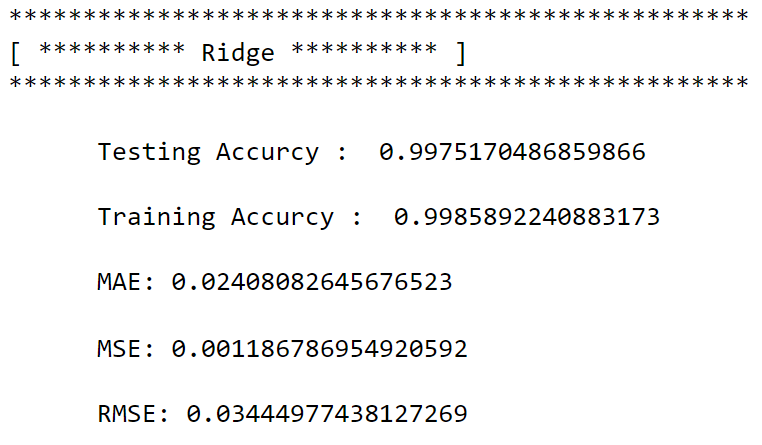 **************************************************
[ ********** Ridge ********** ]
**************************************************
Testing Accurcy :  0.9975170486859866
Training Accurcy :  0.9985892240883173
MAE: 0.02408082645676523
MSE: 0.001186786954920592
RMSE: 0.03444977438127269